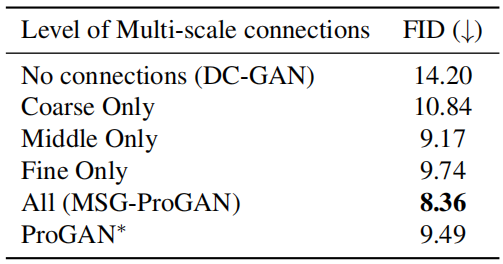 Level of Multi-scale connections FID (↓)
No connections (DC-GAN) 14.20
Coarse Only 10.84
Middle Only 9.17
Fine Only 9.74
All (MSG-ProGAN) 8.36
ProGAN* 9.49